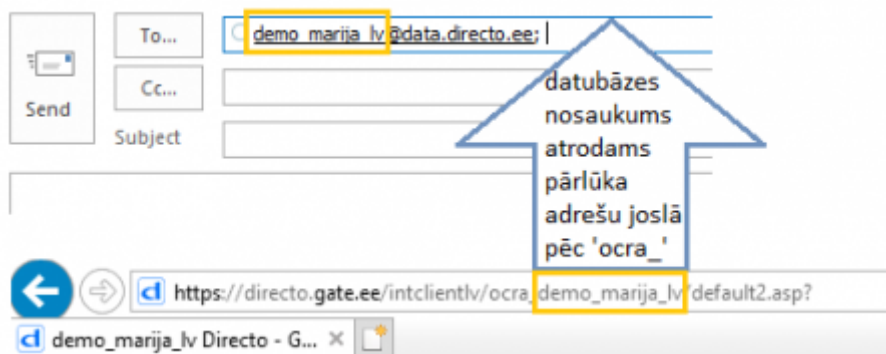 To...
demo_marija_lv@data.directo.ee;
Cc...
Send
Subject
datubāzes
nosaukums
atrodams
pārlūka
adrešu joslā
pēc 'ocra_'
https://directo.gate.ee/intclientlv/ocra_demo_marija_lv/default2.asp?
demo_marija_lv Directo - G...